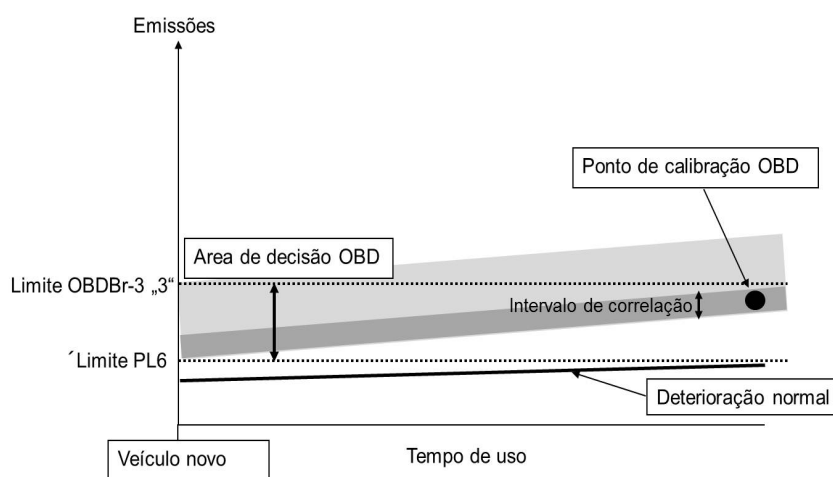 Emissões
Ponto de calibração OBD
Area de decisão OBD
Limite OBDBr-3 „3“
Intervalo de correlação
´Limite PL6
Deterioração normal
Veículo novo
Tempo de uso